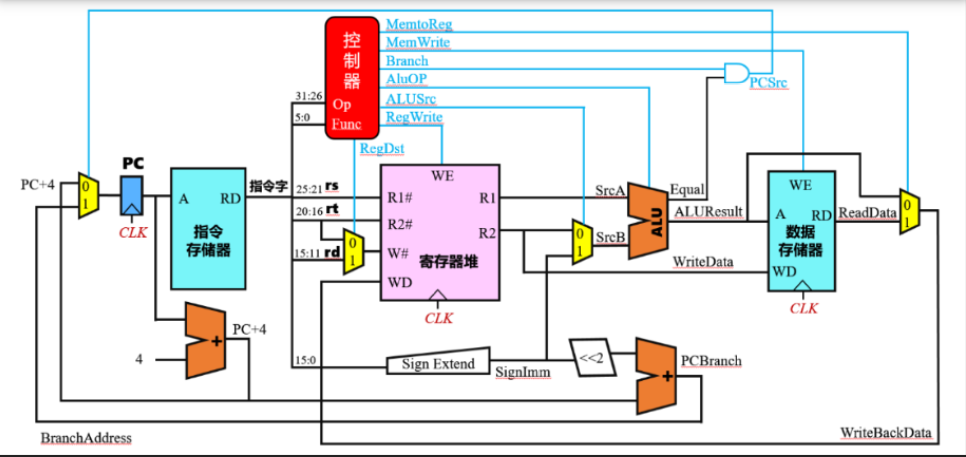 MemtoReg
控制器
MemWrite
Branch
AluOP
PCSrc
31:26
Op
ALUSrc
5:0
Func
RegWrite
RegDst
PC
WE
PC+4
0
1
A
RD
指令字
25:21 rs
R1#
R1
SrcA
Equal
WE
CLK
指令存储器
20:16 rt
R2#
R2
0
1
SrcB
ALU
ALUResult
A
RD
ReadData
0
1
数据存储器
15:11 rd
0
1
W#
寄存器堆
WriteData
WD
WD
CLK
CLK
PC+4
+
4
15:0
Sign Extend
SignImm
<<2
+
PCBranch
BranchAddress
WriteBackData